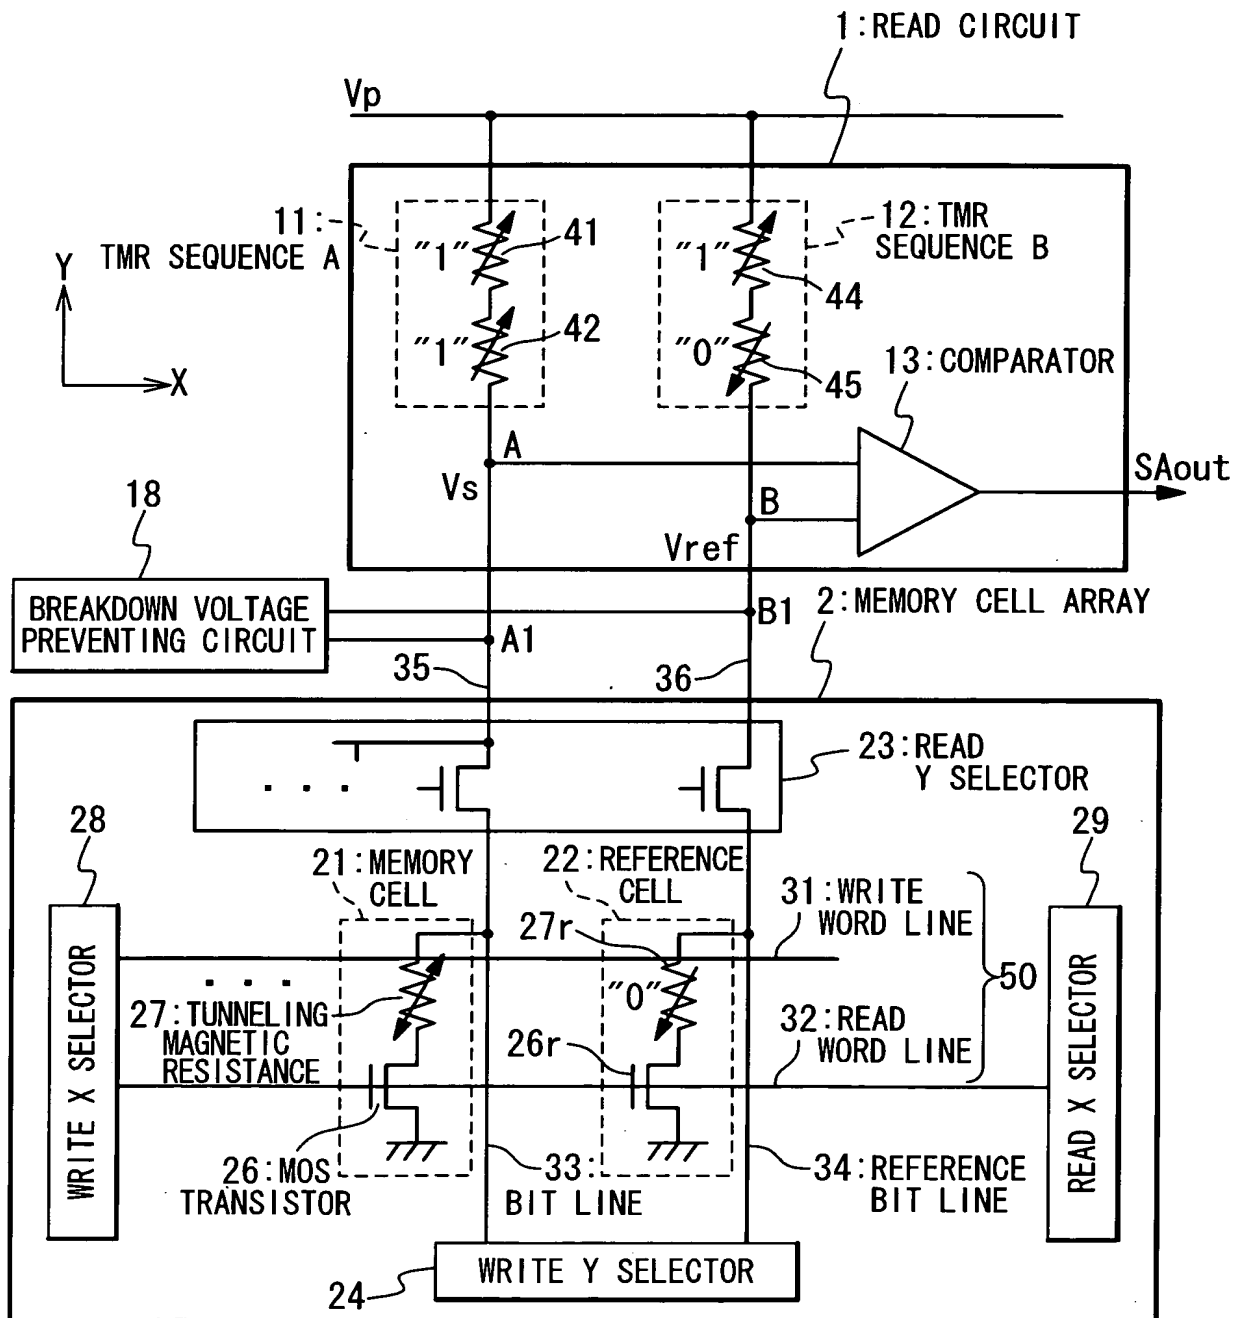 1:READ CIRCUIT
Vp
11:
TMR SEQUENCE A
"1"
41
"1"
42
12:TMR
SEQUENCE B
"1"
44
"0"
45
Y
X
13:COMPARATOR
A
Vs
B
Vref
SAout
18
BREAKDOWN VOLTAGE
PREVENTING CIRCUIT
A1
B1
2:MEMORY CELL ARRAY
35
36
23:READ
Y SELECTOR
. . .
28
29
21:MEMORY
CELL
22:REFERENCE
CELL
31:WRITE
WORD LINE
27r
50
. . .
27:TUNNELING
MAGNETIC
RESISTANCE
"0"
32:READ
WORD LINE
26r
WRITE X SELECTOR
READ X SELECTOR
26:MOS
TRANSISTOR
33:
BIT LINE
34:REFERENCE
BIT LINE
WRITE Y SELECTOR
24